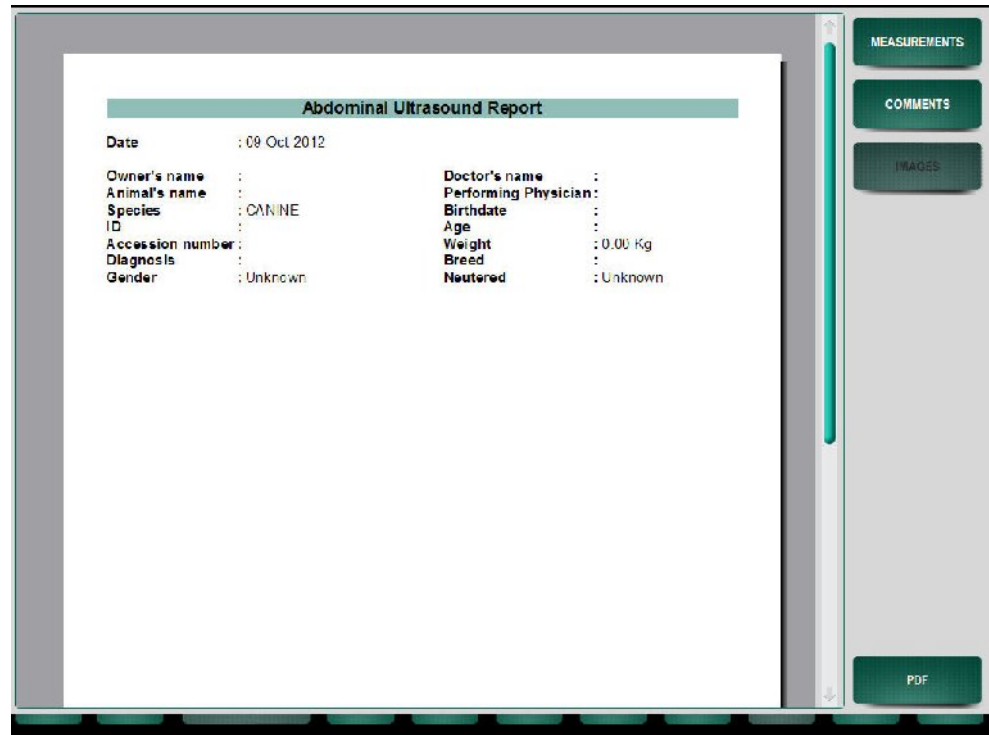 Abdominal Ultrasound Report
Date : 09 Oct 2012
Owner's name : Doctor's name :
Animal's name : Performing Physician :
Species : CANINE Birthdate :
ID : Age :
Accession number : Weight : 0.00 Kg
Diagnosis : Breed :
Gender : Unknown Neutered : Unknown
MEASUREMENTS
COMMENTS
IMAGES
PDF